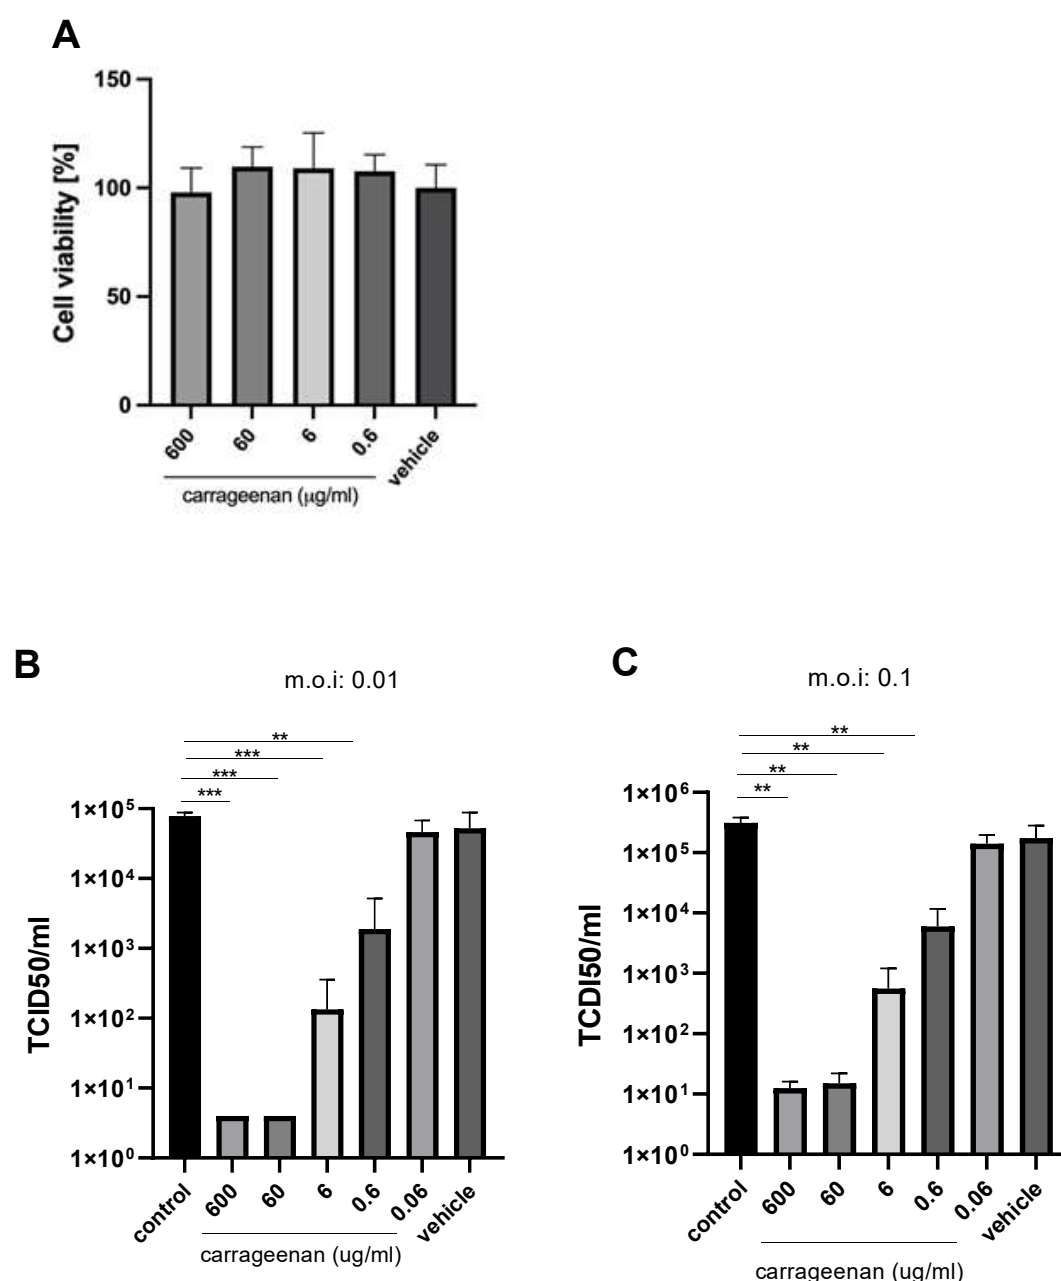 A
150
100
50
0
Cell viability [%]
600
60
6
0.6
vehicle
carrageenan (μg/ml)
B
m.o.i: 0.01
**
***
***
***
1×10⁵
1×10⁴
1×10³
1×10²
1×10¹
1×10⁰
TCID50/ml
control
600
60
6
0.6
0.06
vehicle
carrageenan (ug/ml)
C
m.o.i: 0.1
**
**
**
**
1×10⁶
1×10⁵
1×10⁴
1×10³
1×10²
1×10¹
1×10⁰
TCDI50/ml
control
600
60
6
0.6
0.06
vehicle
carrageenan (ug/ml)